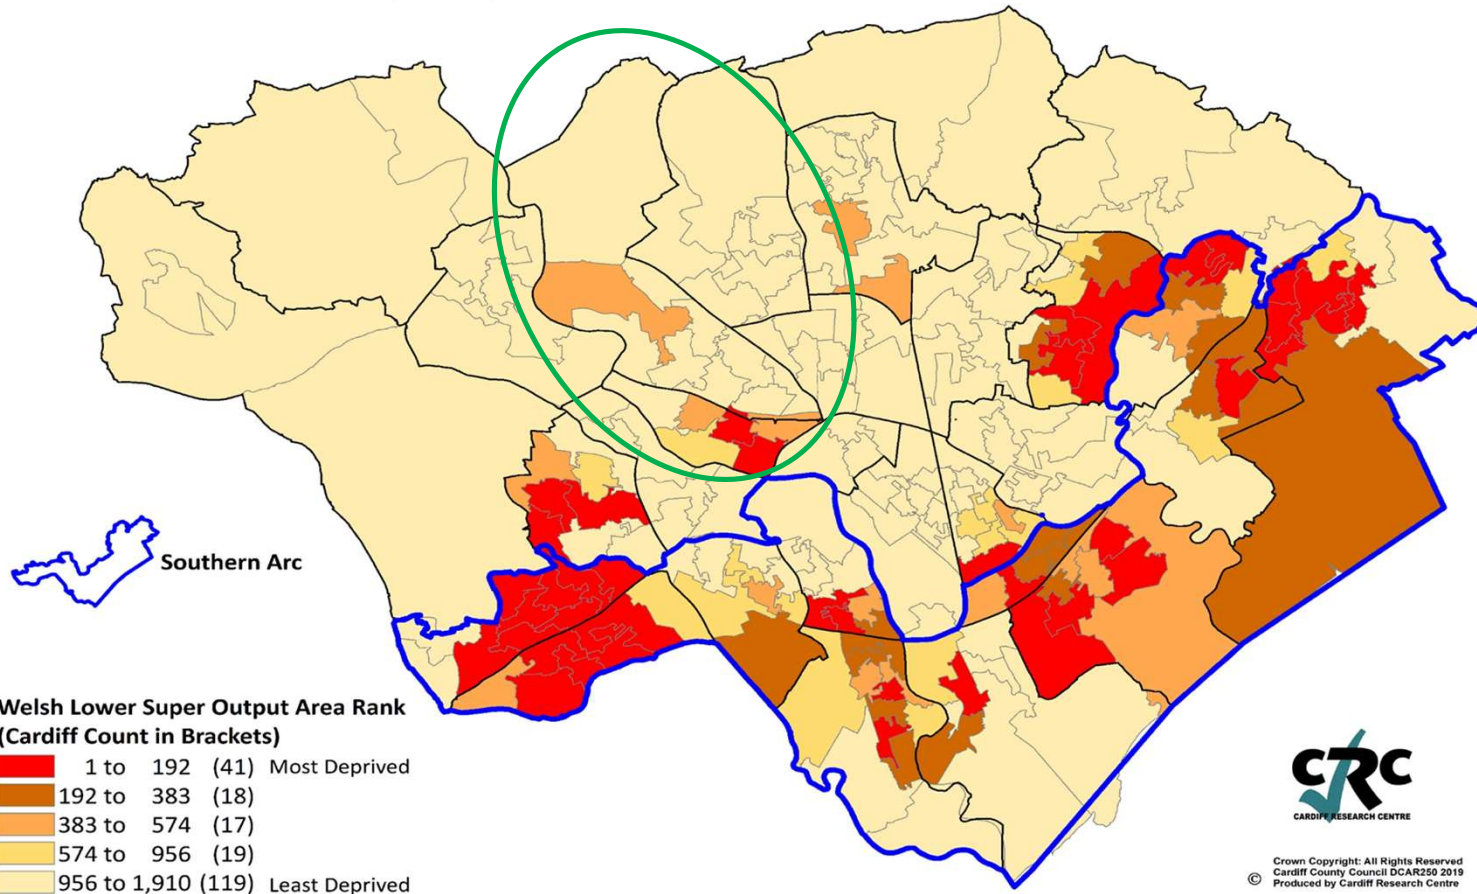 Southern Arc
Welsh Lower Super Output Area Rank
(Cardiff Count in Brackets)
1 to 192 (41) Most Deprived
192 to 383 (18)
383 to 574 (17)
574 to 956 (19)
956 to 1,910 (119) Least Deprived
CRC
CARDIFF RESEARCH CENTRE
Crown Copyright: All Rights Reserved
Cardiff County Council DCAR250 2019
© Produced by Cardiff Research Centre